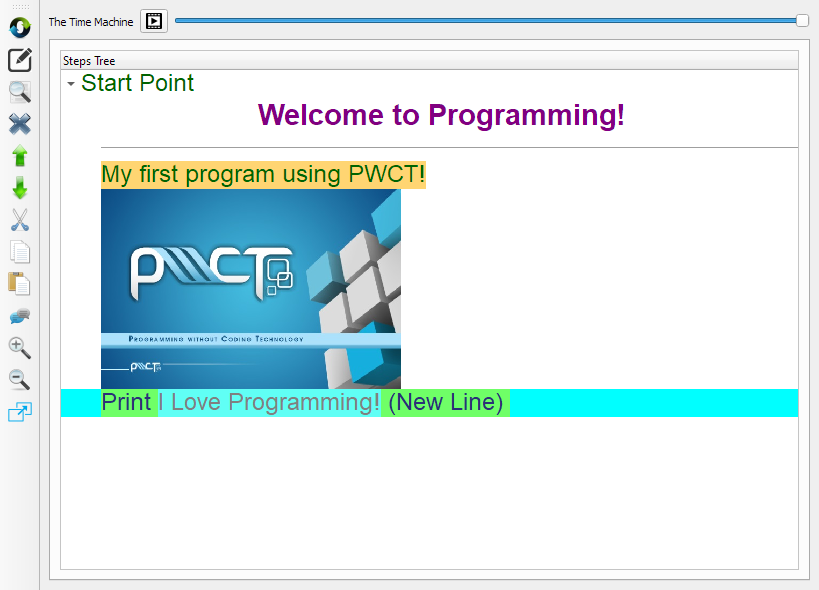 The Time Machine
Steps Tree
Start Point
Welcome to Programming!
My first program using PWCT!
PWCT
PROGRAMMING WITHOUT CODING TECHNOLOGY
PWCT
Print I Love Programming! (New Line)